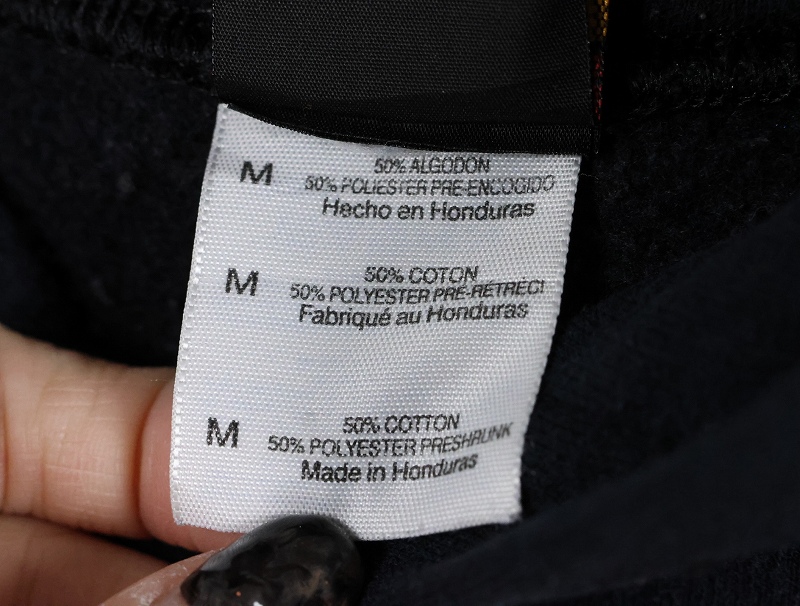 M
50% ALGODON
50% POLIESTER PRE-ENCOGIDO
Hecho en Honduras
M
50% COTON
50% POLYESTER PRÉ-RÉTRÉCI
Fabriqué au Honduras
M
50% COTTON
50% POLYESTER PRESHRUNK
Made in Honduras